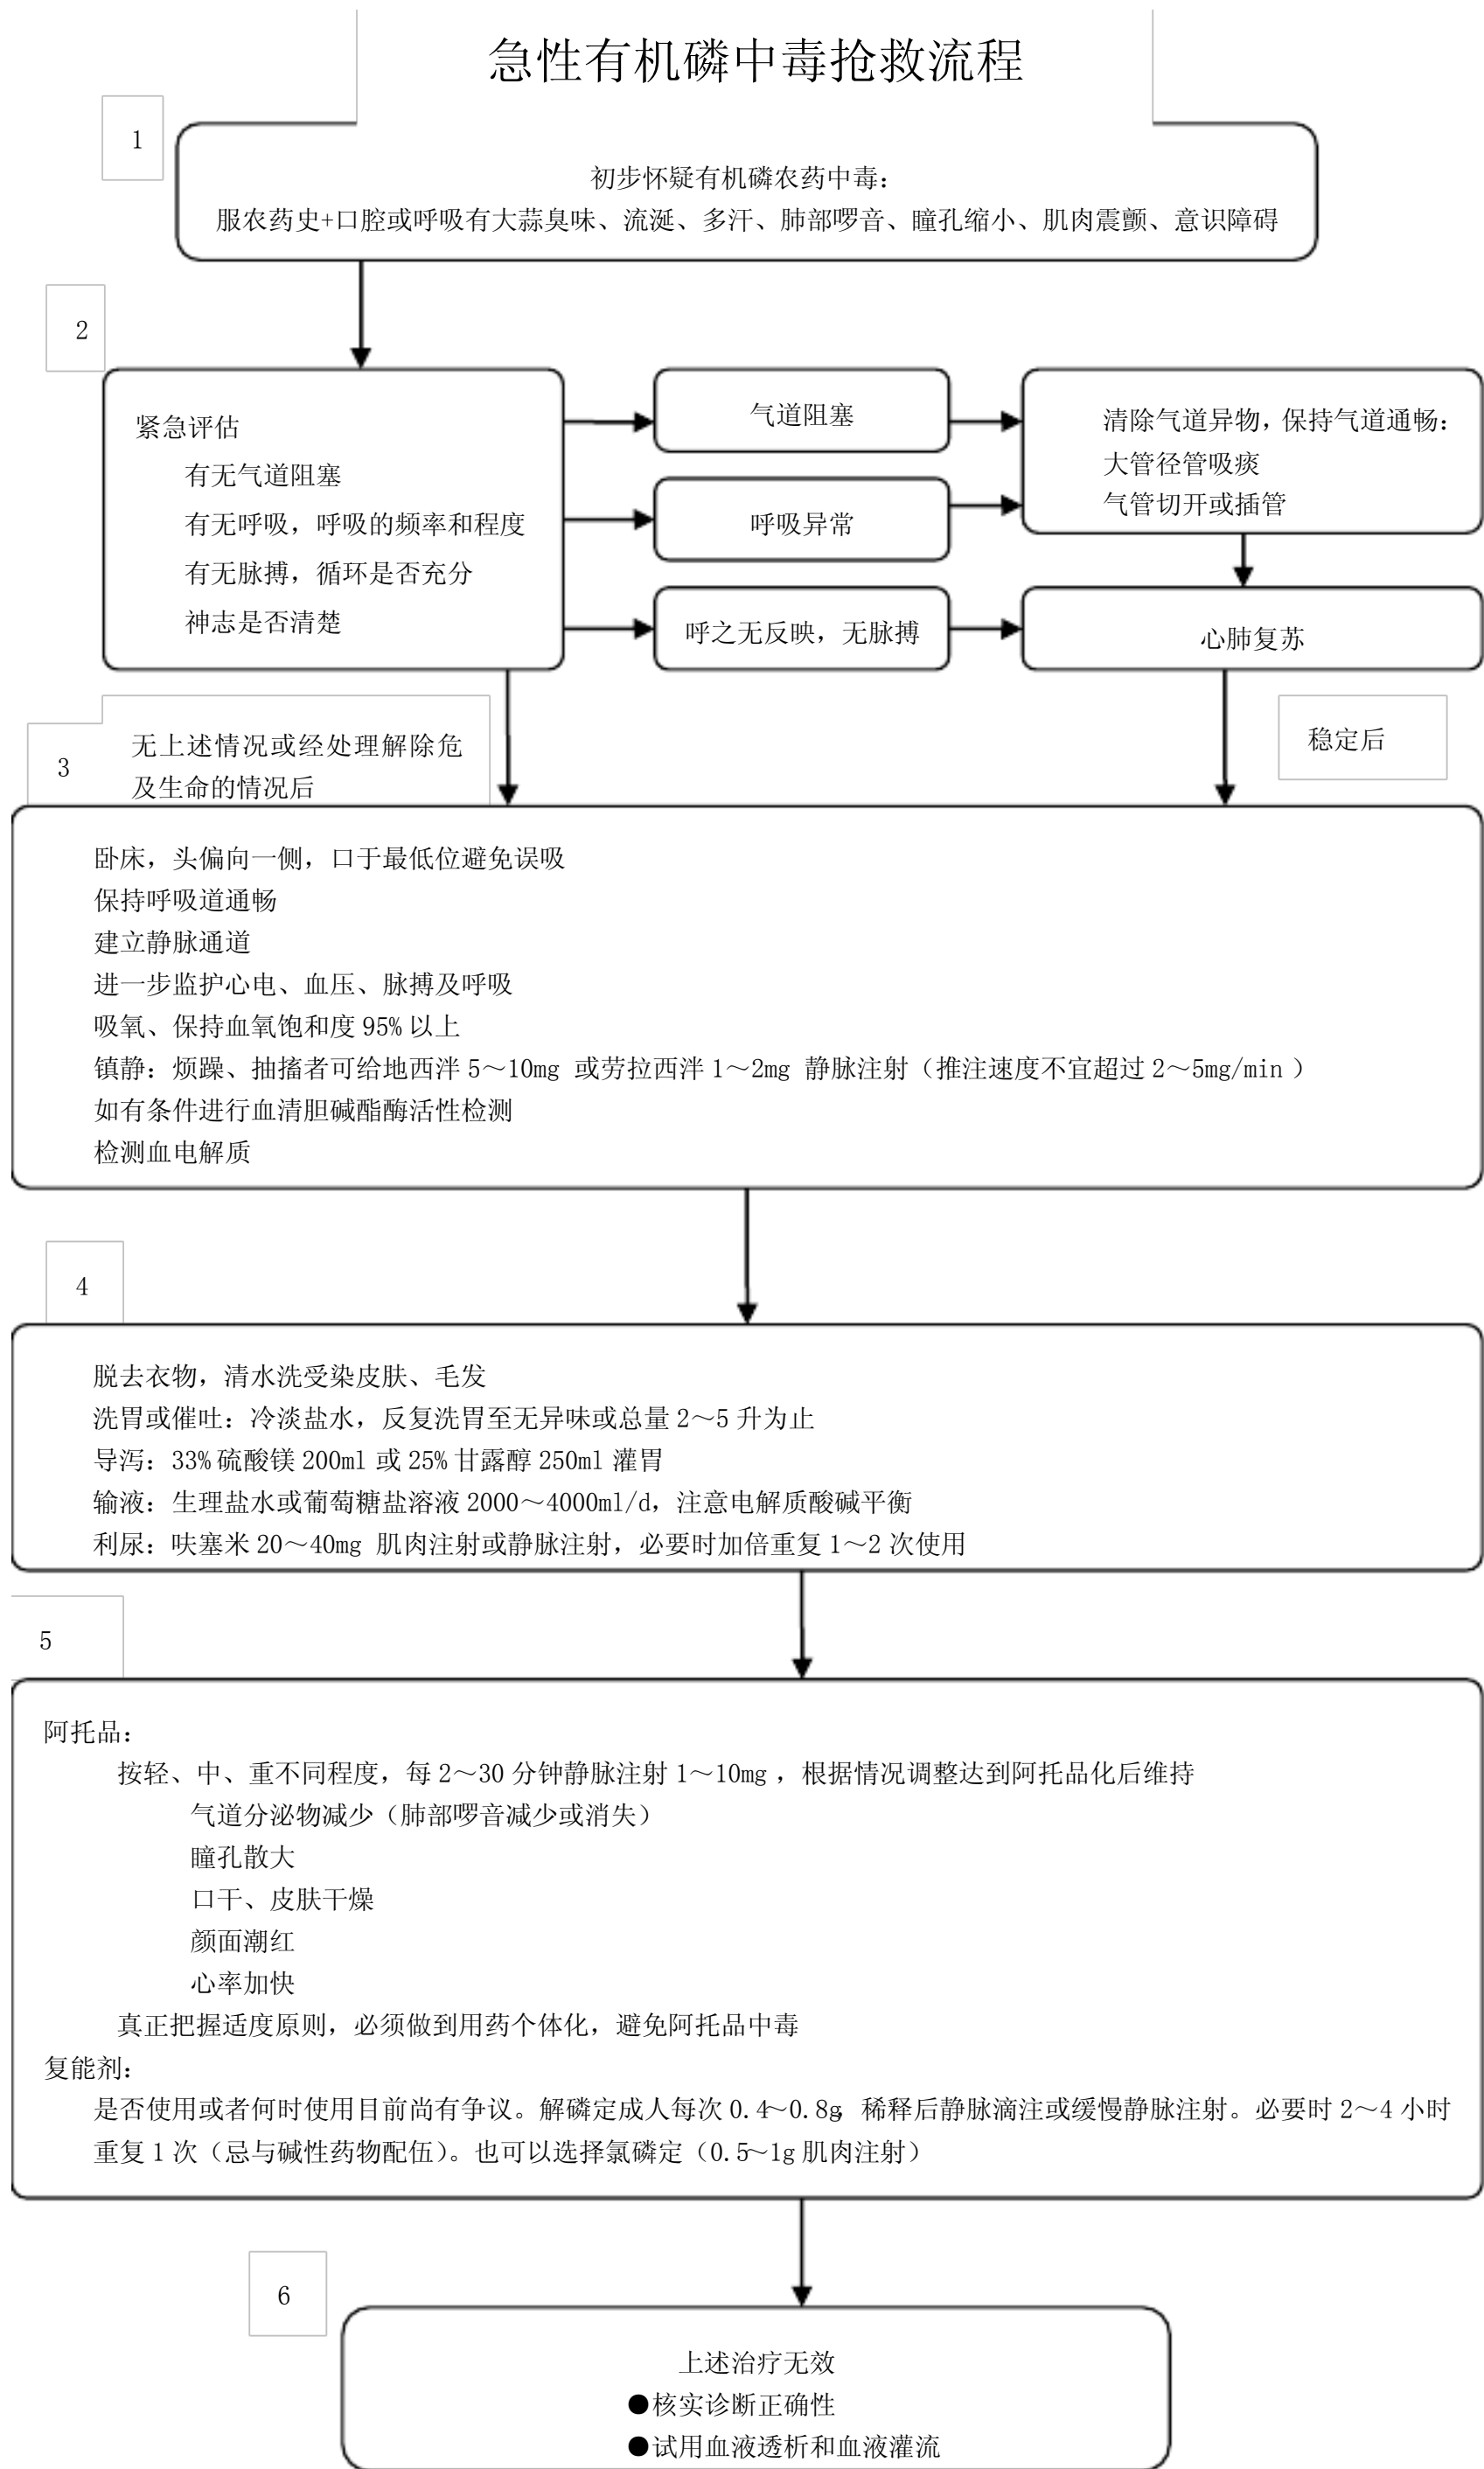 急性有机磷中毒抢救流程
1
初步怀疑有机磷农药中毒：
服农药史+口腔或呼吸有大蒜臭味、流涎、多汗、肺部啰音、瞳孔缩小、肌肉震颤、意识障碍
2
紧急评估
有无气道阻塞
有无呼吸，呼吸的频率和程度
有无脉搏，循环是否充分
神志是否清楚
气道阻塞
呼吸异常
呼之无反映，无脉搏
清除气道异物，保持气道通畅：
大管径管吸痰
气管切开或插管
心肺复苏
3
无上述情况或经处理解除危
及生命的情况后
稳定后
卧床，头偏向一侧，口于最低位避免误吸
保持呼吸道通畅
建立静脉通道
进一步监护心电、血压、脉搏及呼吸
吸氧、保持血氧饱和度95%以上
镇静：烦躁、抽搐者可给地西泮5～10mg 或劳拉西泮1～2mg 静脉注射（推注速度不宜超过2～5mg/min ）
如有条件进行血清胆碱酯酶活性检测
检测血电解质
4
脱去衣物，清水洗受染皮肤、毛发
洗胃或催吐：冷淡盐水，反复洗胃至无异味或总量2～5升为止
导泻：33%硫酸镁200ml或25%甘露醇250ml灌胃
输液：生理盐水或葡萄糖盐溶液2000～4000ml/d，注意电解质酸碱平衡
利尿：呋塞米20～40mg 肌肉注射或静脉注射，必要时加倍重复1～2次使用
5
阿托品：
按轻、中、重不同程度，每2～30分钟静脉注射1～10mg，根据情况调整达到阿托品化后维持
气道分泌物减少（肺部啰音减少或消失）
瞳孔散大
口干、皮肤干燥
颜面潮红
心率加快
真正把握适度原则，必须做到用药个体化，避免阿托品中毒
复能剂：
是否使用或者何时使用目前尚有争议。解磷定成人每次0.4～0.8g，稀释后静脉滴注或缓慢静脉注射。必要时2～4小时
重复1次（忌与碱性药物配伍）。也可以选择氯磷定（0.5～1g肌肉注射）
6
上述治疗无效
●核实诊断正确性
●试用血液透析和血液灌流